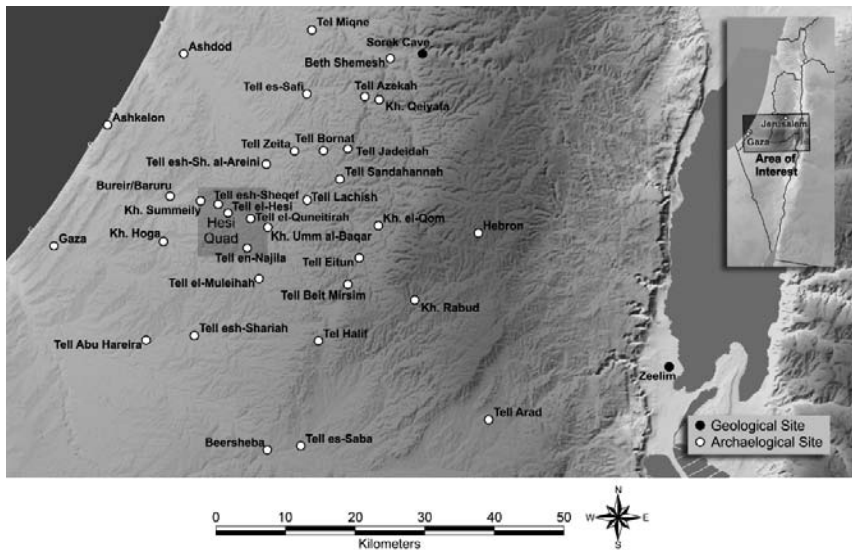 Tel Miqne
Ashdod
Sorek Cave
Beth Shemesh
Tell es-Safi
Tell Azekah
Kh. Qeiyafa
Ashkelon
Tell Zeita
Tell Bornat
Tell Jadeidah
Tell esh-Sh. al-Areini
Tell Sandahannah
Bureir/Baruru
Tell esh-Sheqef
Tell Lachish
Kh. Summeily
Tell el-Hesi
Tell el-Quneitirah
Kh. el-Qom
Hebron
Hesi
Quad
Gaza
Kh. Hoga
Kh. Umm al-Baqar
Tell en-Najila
Tell Eitun
Tell el-Muleihah
Tell Beit Mirsim
Kh. Rabud
Tell Abu Hareira
Tell esh-Shariah
Tel Halif
Zeelim
Tell Arad
Beersheba
Tell es-Saba
Jerusalem
Gaza
Area of
Interest
Geological Site
Archaelogical Site
0 10 20 30 40 50
Kilometers
N
W E
S